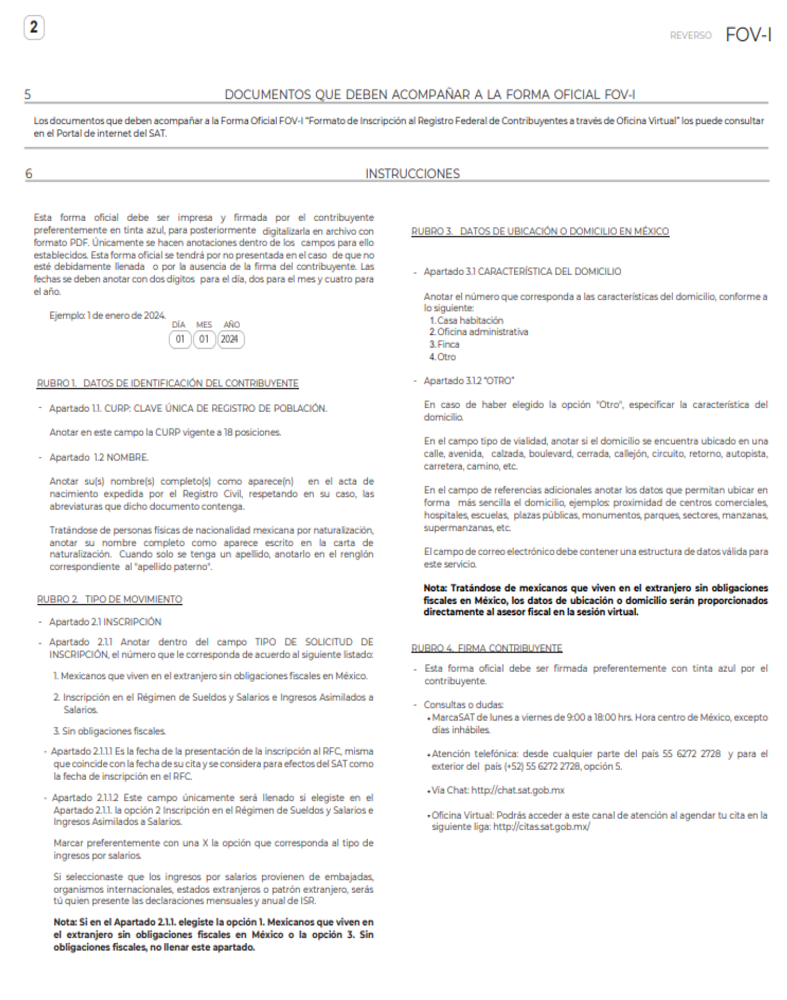 2
REVERSO FOV-I
5 DOCUMENTOS QUE DEBEN ACOMPAÑAR A LA FORMA OFICIAL FOV-I
Los documentos que deben acompañar a la Forma Oficial FOV-I "Formato de Inscripción al Registro Federal de Contribuyentes a través de Oficina Virtual" los puede consultar
en el Portal de internet del SAT.
6 INSTRUCCIONES
Esta forma oficial debe ser impresa y firmada por el contribuyente
preferentemente en tinta azul, para posteriormente digitalizarla en archivo con
formato PDF. Únicamente se hacen anotaciones dentro de los campos para ello
establecidos. Esta forma oficial se tendrá por no presentada en el caso de que no
esté debidamente llenada o por la ausencia de la firma del contribuyente. Las
fechas se deben anotar con dos dígitos para el día, dos para el mes y cuatro para
el año.
Ejemplo: 1 de enero de 2024.
DÍA MES AÑO
01 01 2024
RUBRO 1. DATOS DE IDENTIFICACIÓN DEL CONTRIBUYENTE
- Apartado 1.1. CURP: CLAVE ÚNICA DE REGISTRO DE POBLACIÓN.
Anotar en este campo la CURP vigente a 18 posiciones.
- Apartado 1.2 NOMBRE.
Anotar su(s) nombre(s) completo(s) como aparece(n) en el acta de
nacimiento expedida por el Registro Civil, respetando en su caso, las
abreviaturas que dicho documento contenga.
Tratándose de personas físicas de nacionalidad mexicana por naturalización,
anotar su nombre completo como aparece escrito en la carta de
naturalización. Cuando solo se tenga un apellido, anotarlo en el renglón
correspondiente al "apellido paterno".
RUBRO 2. TIPO DE MOVIMIENTO
- Apartado 2.1 INSCRIPCIÓN
- Apartado 2.1.1 Anotar dentro del campo TIPO DE SOLICITUD DE
INSCRIPCIÓN, el número que le corresponda de acuerdo al siguiente listado:
1. Mexicanos que viven en el extranjero sin obligaciones fiscales en México.
2. Inscripción en el Régimen de Sueldos y Salarios e Ingresos Asimilados a
Salarios.
3. Sin obligaciones fiscales.
- Apartado 2.1.1.1 Es la fecha de la presentación de la inscripción al RFC, misma
que coincide con la fecha de su cita y se considera para efectos del SAT como
la fecha de inscripción en el RFC.
- Apartado 2.1.1.2 Este campo únicamente será llenado si elegiste en el
Apartado 2.1.1. la opción 2 Inscripción en el Régimen de Sueldos y Salarios e
Ingresos Asimilados a Salarios.
Marcar preferentemente con una X la opción que corresponda al tipo de
ingresos por salarios.
Si seleccionaste que los ingresos por salarios provienen de embajadas,
organismos internacionales, estados extranjeros o patrón extranjero, serás
tú quien presente las declaraciones mensuales y anual de ISR.
Nota: Si en el Apartado 2.1.1. elegiste la opción 1. Mexicanos que viven en
el extranjero sin obligaciones fiscales en México o la opción 3. Sin
obligaciones fiscales, no llenar este apartado.
RUBRO 3. DATOS DE UBICACIÓN O DOMICILIO EN MÉXICO
- Apartado 3.1 CARACTERÍSTICA DEL DOMICILIO
Anotar el número que corresponda a las características del domicilio, conforme a
lo siguiente:
1. Casa habitación
2. Oficina administrativa
3. Finca
4. Otro
- Apartado 3.1.2 "OTRO"
En caso de haber elegido la opción "Otro", especificar la característica del
domicilio.
En el campo tipo de vialidad, anotar si el domicilio se encuentra ubicado en una
calle, avenida, calzada, boulevard, cerrada, callejón, circuito, retorno, autopista,
carretera, camino, etc.
En el campo de referencias adicionales anotar los datos que permitan ubicar en
forma más sencilla el domicilio, ejemplos: proximidad de centros comerciales,
hospitales, escuelas, plazas públicas, monumentos, parques, sectores, manzanas,
supermanzanas, etc.
El campo de correo electrónico debe contener una estructura de datos válida para
este servicio.
Nota: Tratándose de mexicanos que viven en el extranjero sin obligaciones
fiscales en México, los datos de ubicación o domicilio serán proporcionados
directamente al asesor fiscal en la sesión virtual.
RUBRO 4. FIRMA CONTRIBUYENTE
- Esta forma oficial debe ser firmada preferentemente con tinta azul por el
contribuyente.
- Consultas o dudas:
• MarcaSAT de lunes a viernes de 9:00 a 18:00 hrs. Hora centro de México, excepto
días inhábiles.
• Atención telefónica: desde cualquier parte del país 55 6272 2728 y para el
exterior del país (+52) 55 6272 2728, opción 5.
• Vía Chat: http://chat.sat.gob.mx
• Oficina Virtual: Podrás acceder a este canal de atención al agendar tu cita en la
siguiente liga: http://citas.sat.gob.mx/